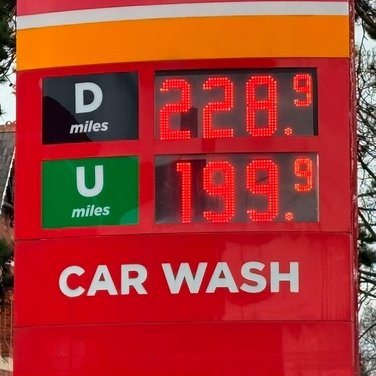 D 228.9
miles
U 199.9
miles
CAR WASH